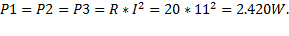 P1 = P2 = P3 = R * I² = 20 * 11² = 2.420W.